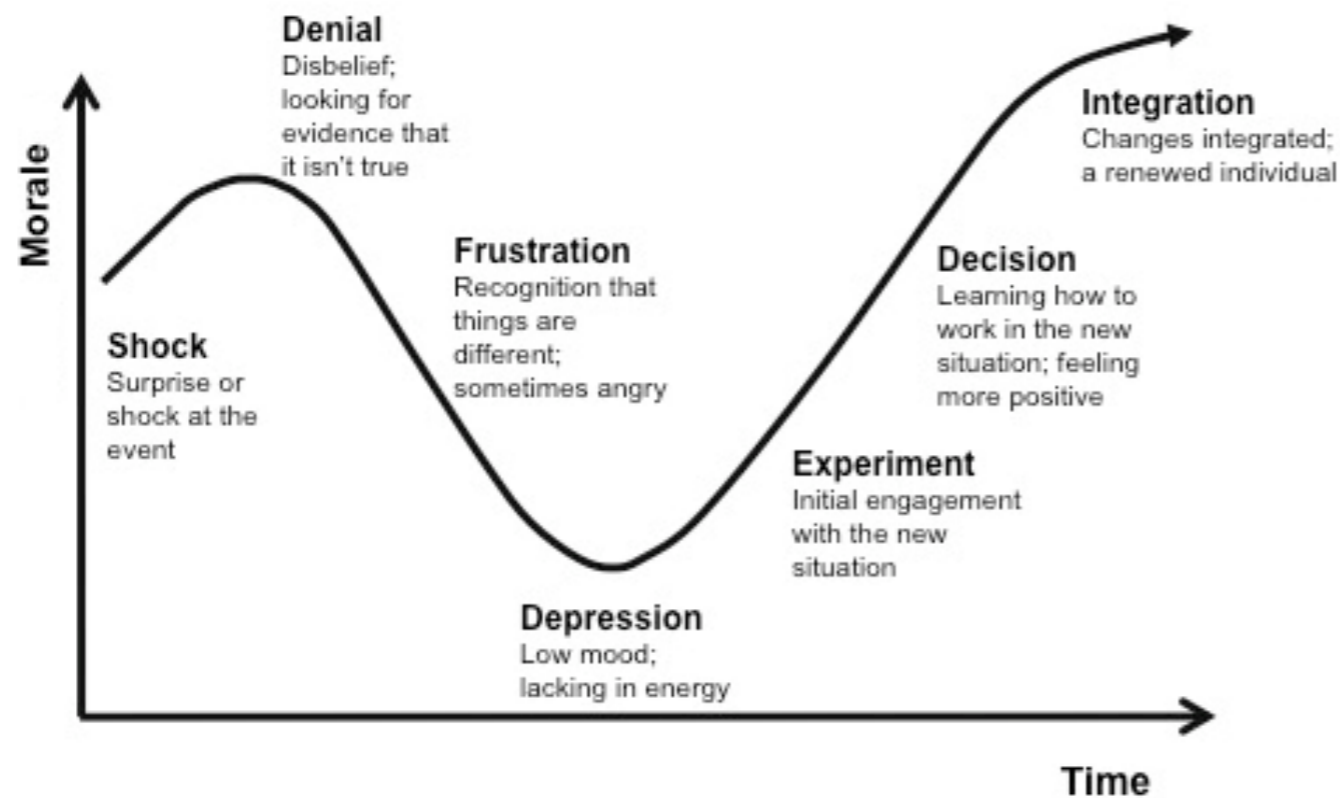 Morale
Denial
Disbelief;
looking for
evidence that
it isn't true
Shock
Surprise or
shock at the
event
Frustration
Recognition that
things are
different;
sometimes angry
Depression
Low mood;
lacking in energy
Experiment
Initial engagement
with the new
situation
Decision
Learning how to
work in the new
situation; feeling
more positive
Integration
Changes integrated;
a renewed individual
Time